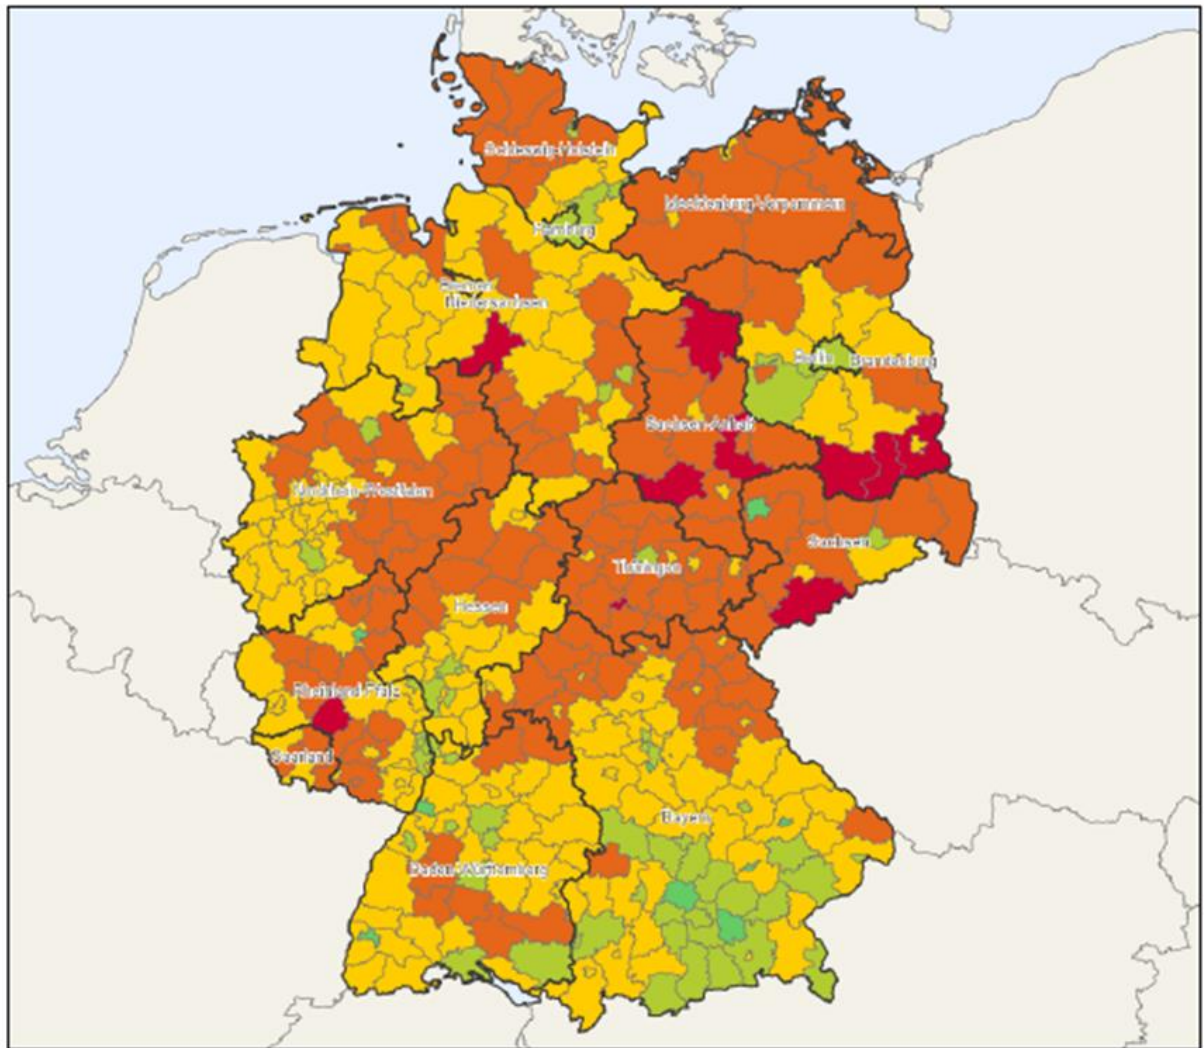 Schleswig-Holstein
Mecklenburg-Vorpommern
Hamburg
Bremen
Niedersachsen
Berlin
Brandenburg
Sachsen-Anhalt
Nordrhein-Westfalen
Sachsen
Thüringen
Hessen
Rheinland-Pfalz
Saarland
Bayern
Baden-Württemberg